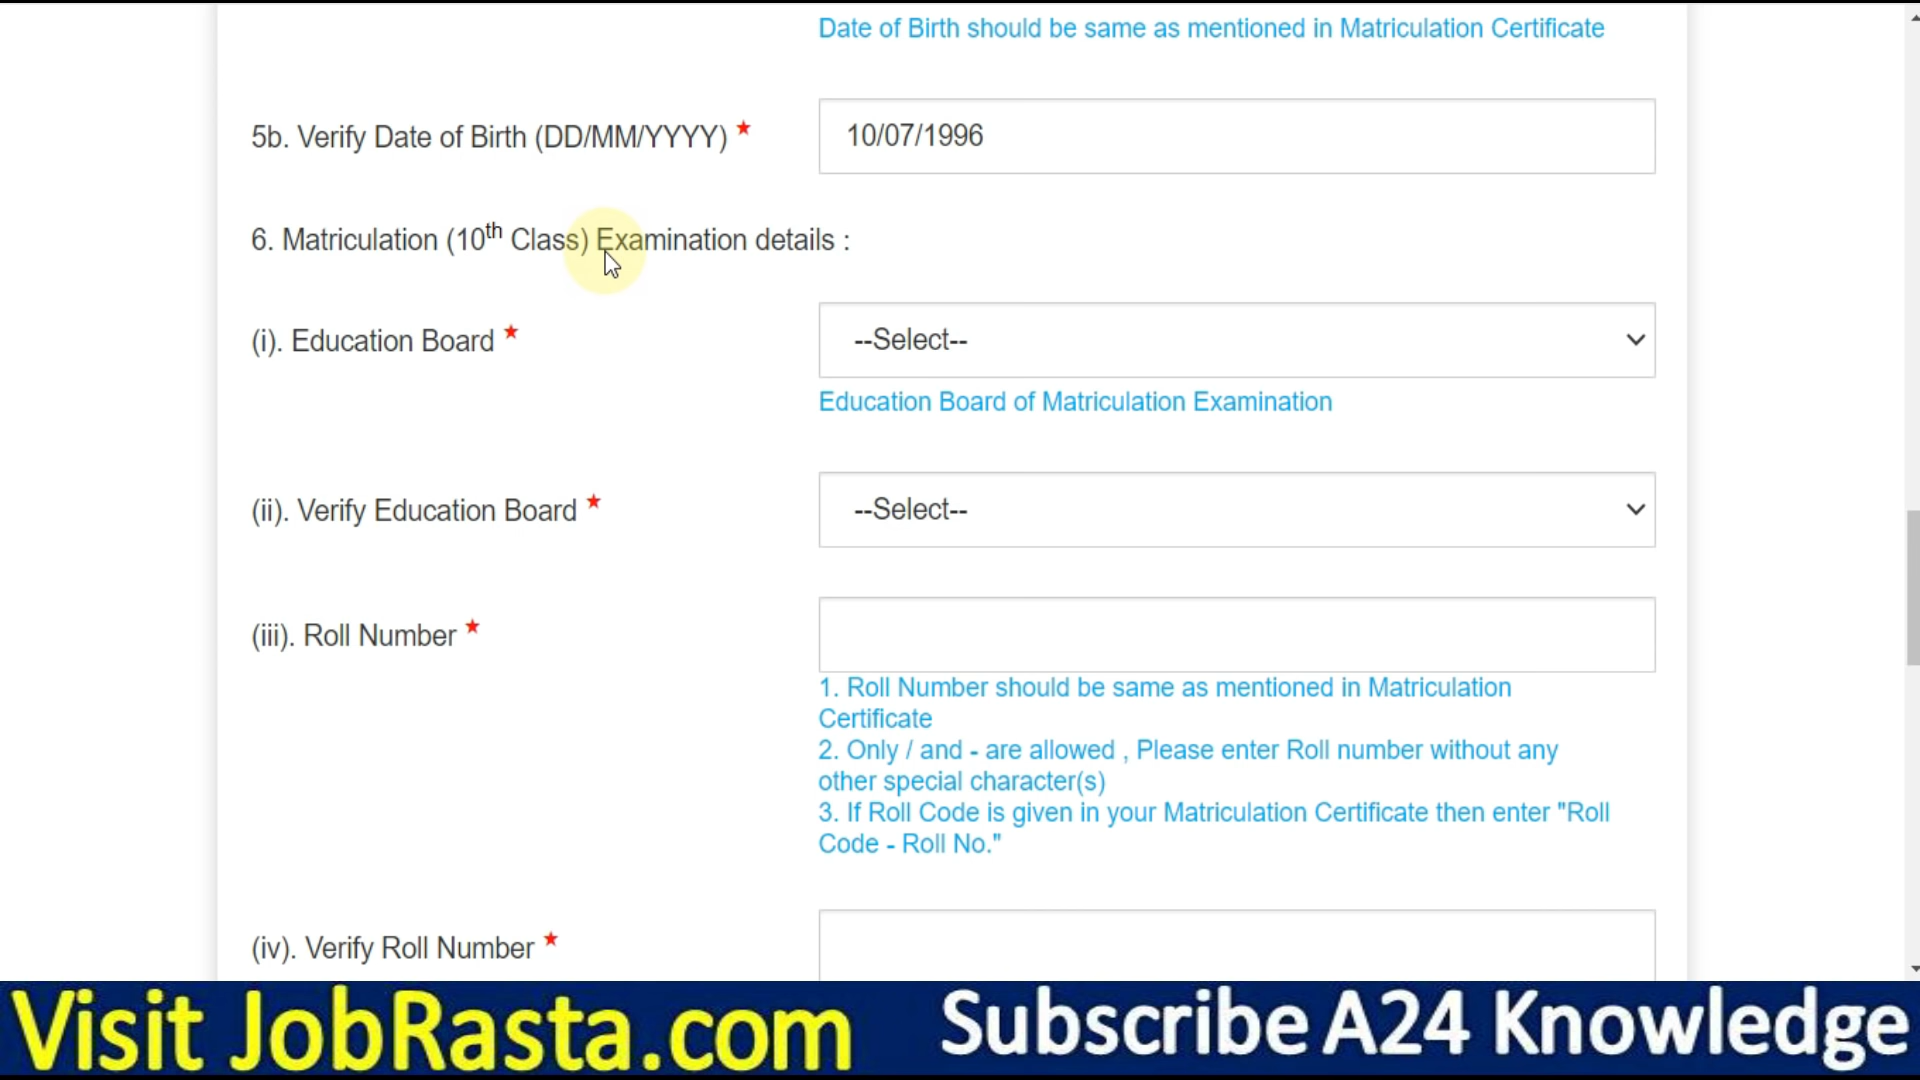 Date of Birth should be same as mentioned in Matriculation Certificate
5b. Verify Date of Birth (DD/MM/YYYY) ★
10/07/1996
6. Matriculation (10th Class) Examination details :
(i). Education Board ★
--Select--
Education Board of Matriculation Examination
(ii). Verify Education Board ★
--Select--
(iii). Roll Number ★
1. Roll Number should be same as mentioned in Matriculation
Certificate
2. Only / and - are allowed , Please enter Roll number without any
other special character(s)
3. If Roll Code is given in your Matriculation Certificate then enter "Roll
Code - Roll No."
(iv). Verify Roll Number ★
Visit JobRasta.com
Subscribe A24 Knowledge